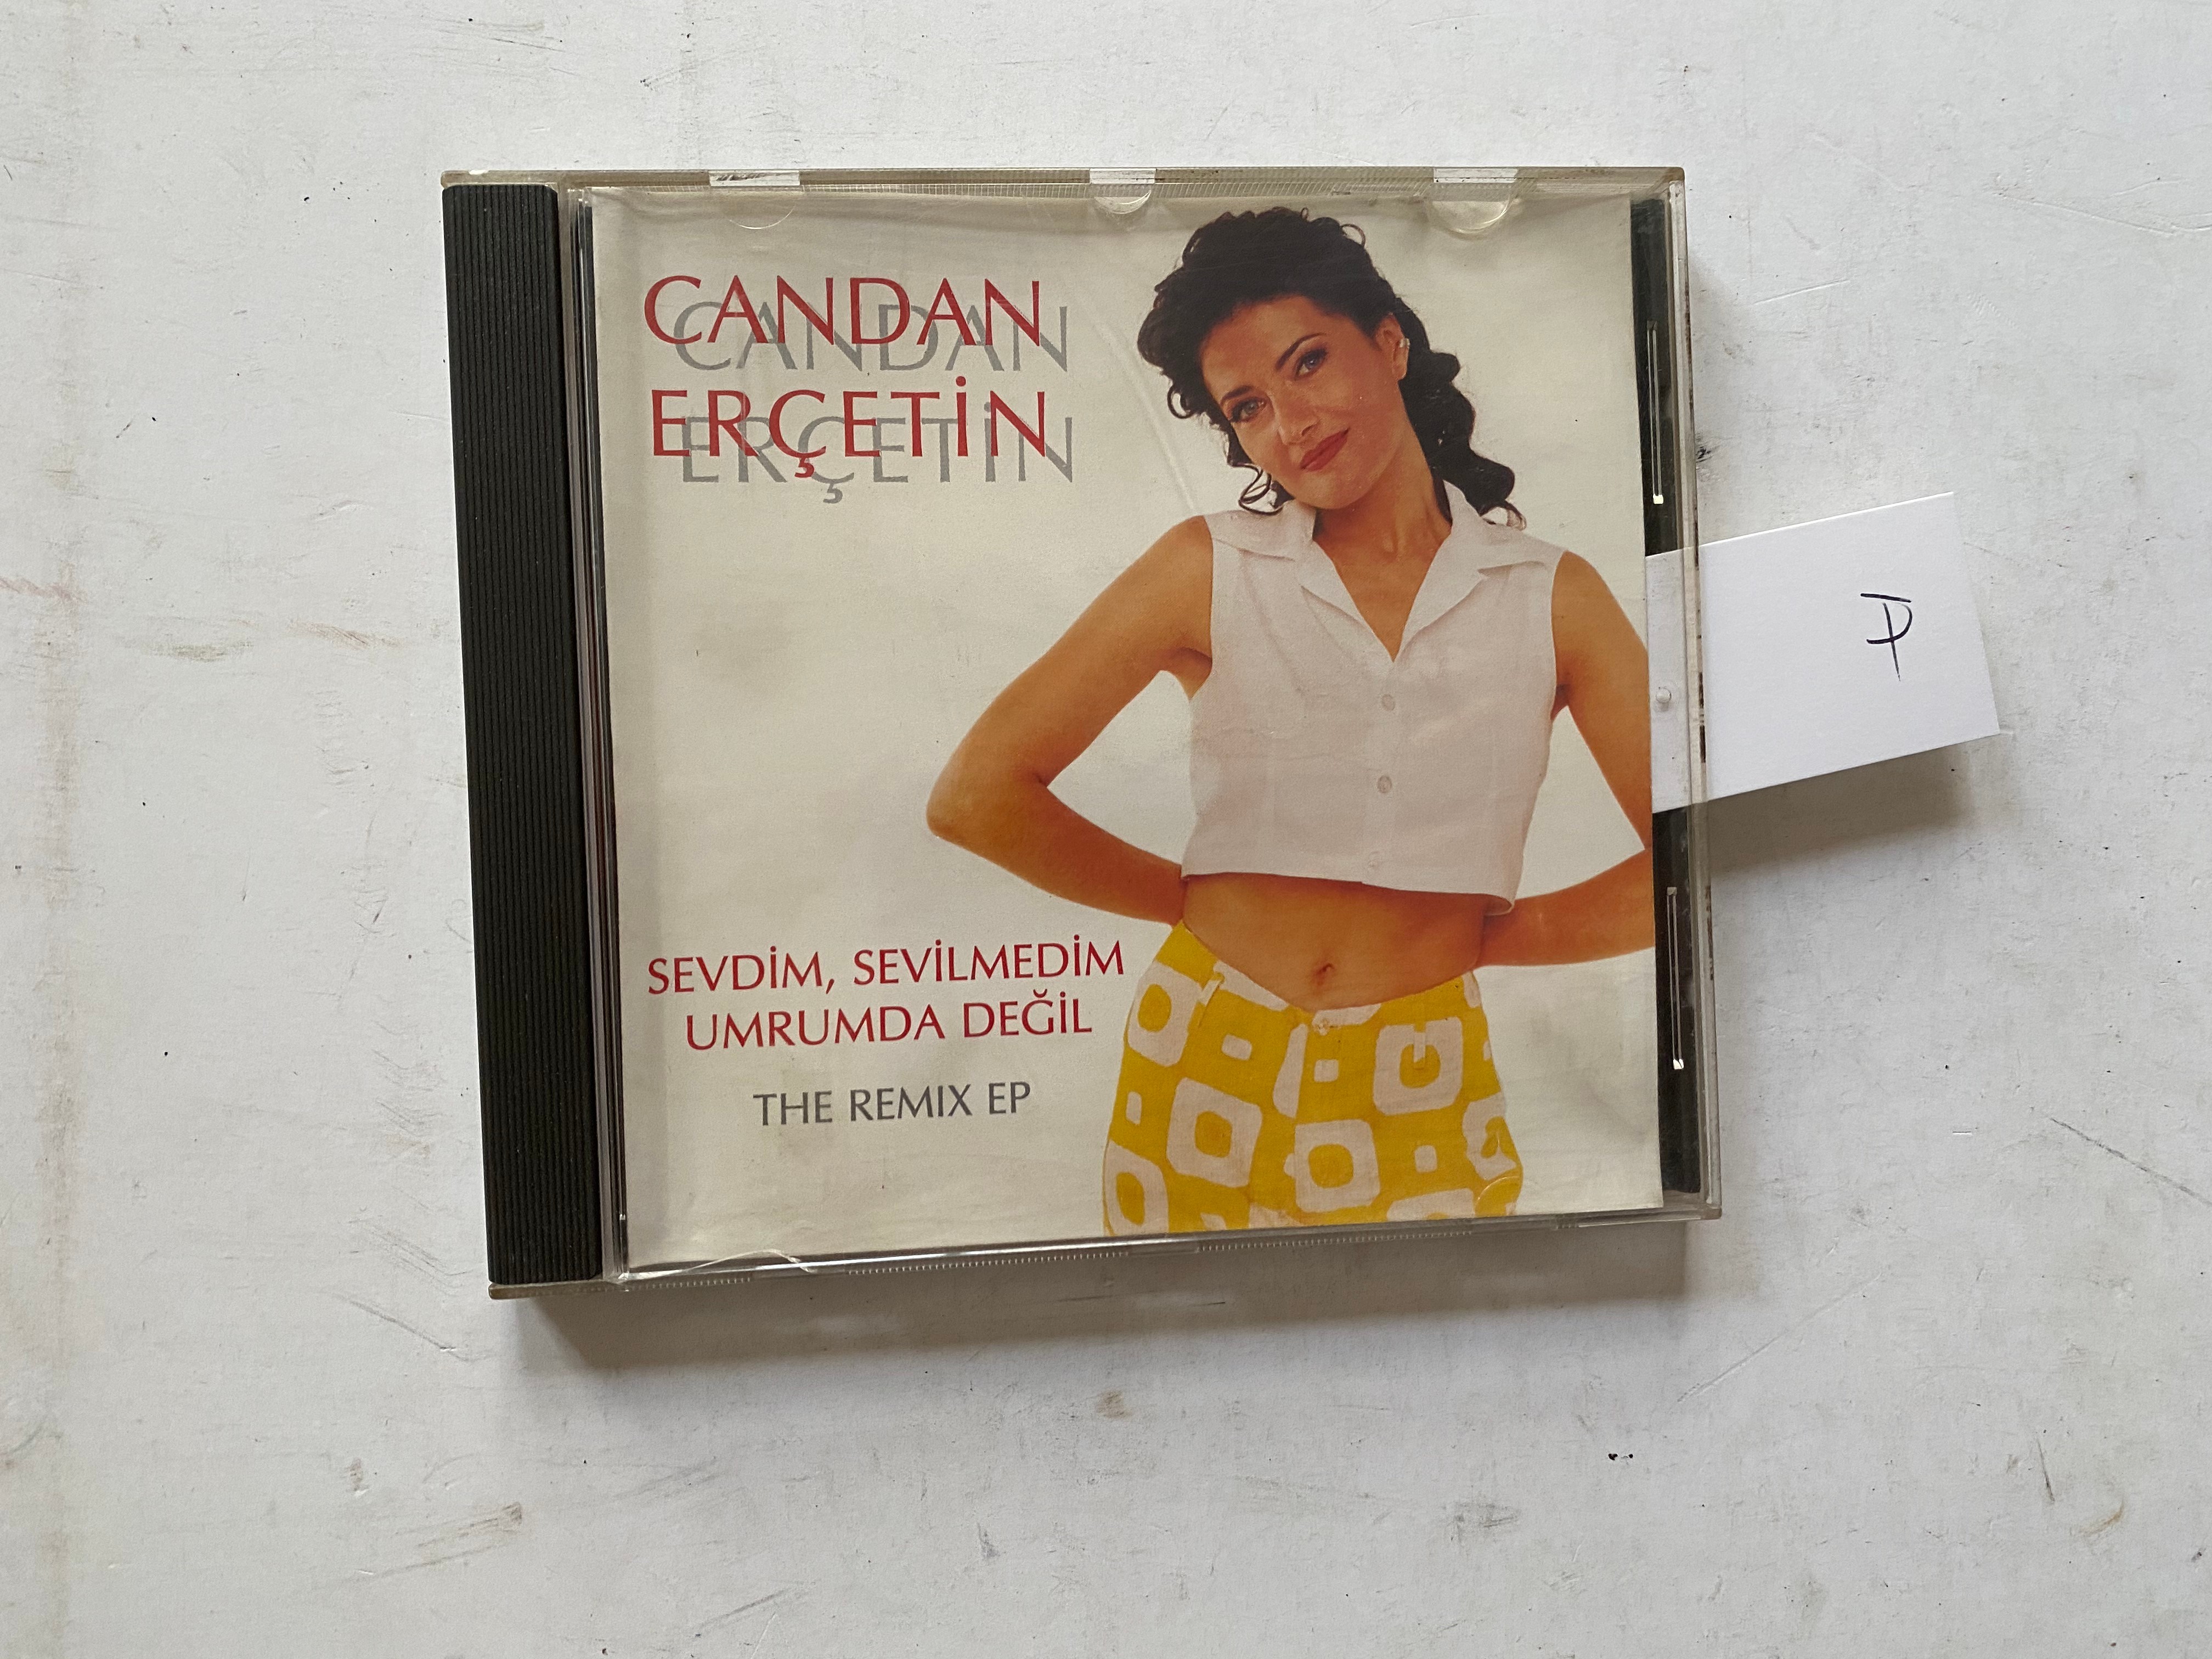 CANDAN
ERÇETİN
SEVDİM, SEVİLMEDİM
UMRUMDA DEĞİL
THE REMIX EP